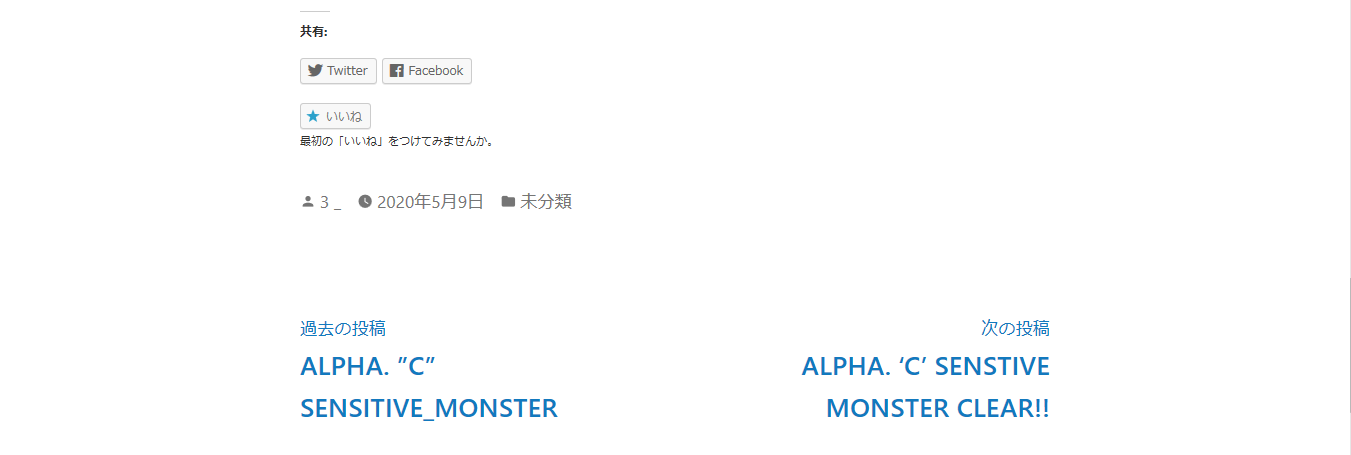 共有:
Twitter Facebook
いいね
最初の「いいね」をつけてみませんか。
3 _ 2020年5月9日 未分類
過去の投稿
ALPHA. ”C”
SENSITIVE_MONSTER
次の投稿
ALPHA. ‘C’ SENSTIVE
MONSTER CLEAR!!